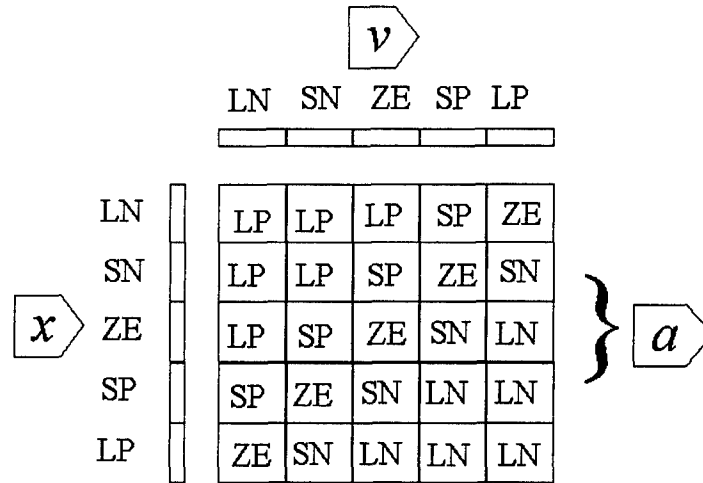 v
LN SN ZE SP LP
LN LP LP LP SP ZE
SN LP LP SP ZE SN
x ZE LP SP ZE SN LN a
SP SP ZE SN LN LN
LP ZE SN LN LN LN